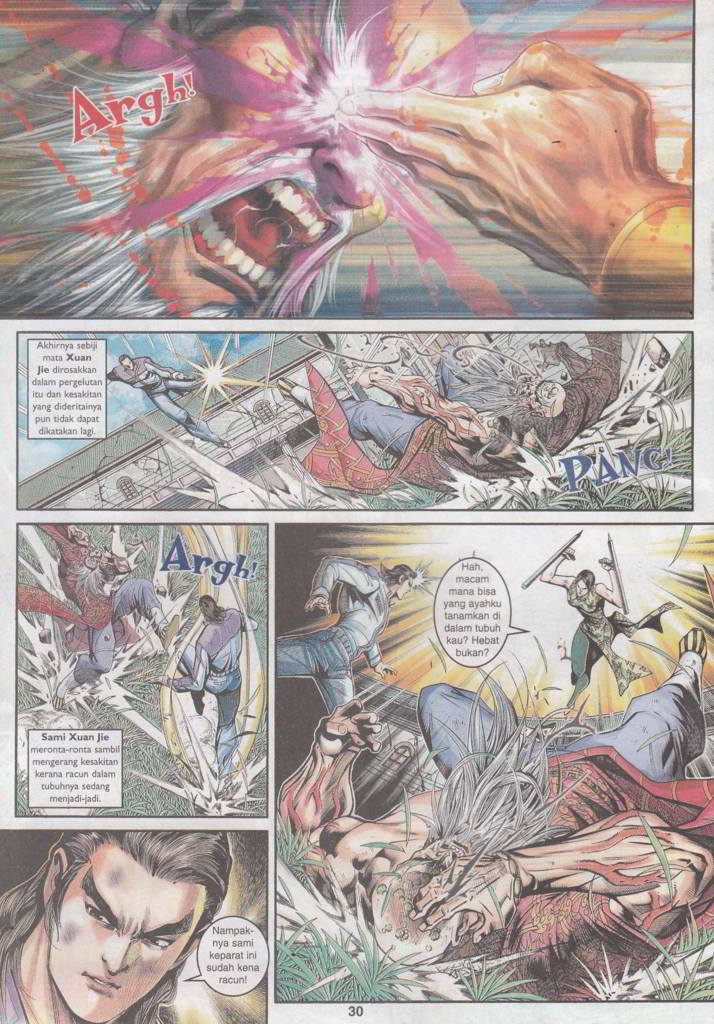 Argh!
Akhirnya sebiji
mata Xuan
Jie dirosakkan
dalam pergelutan
itu dan kesakitan
yang dideritainya
pun tidak dapat
dikatakan lagi.
PANG!
Argh!
Sami Xuan Jie
meronta-ronta sambil
mengerang kesakitan
kerana racun dalam
tubuhnya sedang
menjadi-jadi.
Hah,
macam
mana bisa
yang ayahku
tanamkan di
dalam tubuh
kau? Hebat
bukan?
Nampak-
nya sami
keparat ini
sudah kena
racun!
30